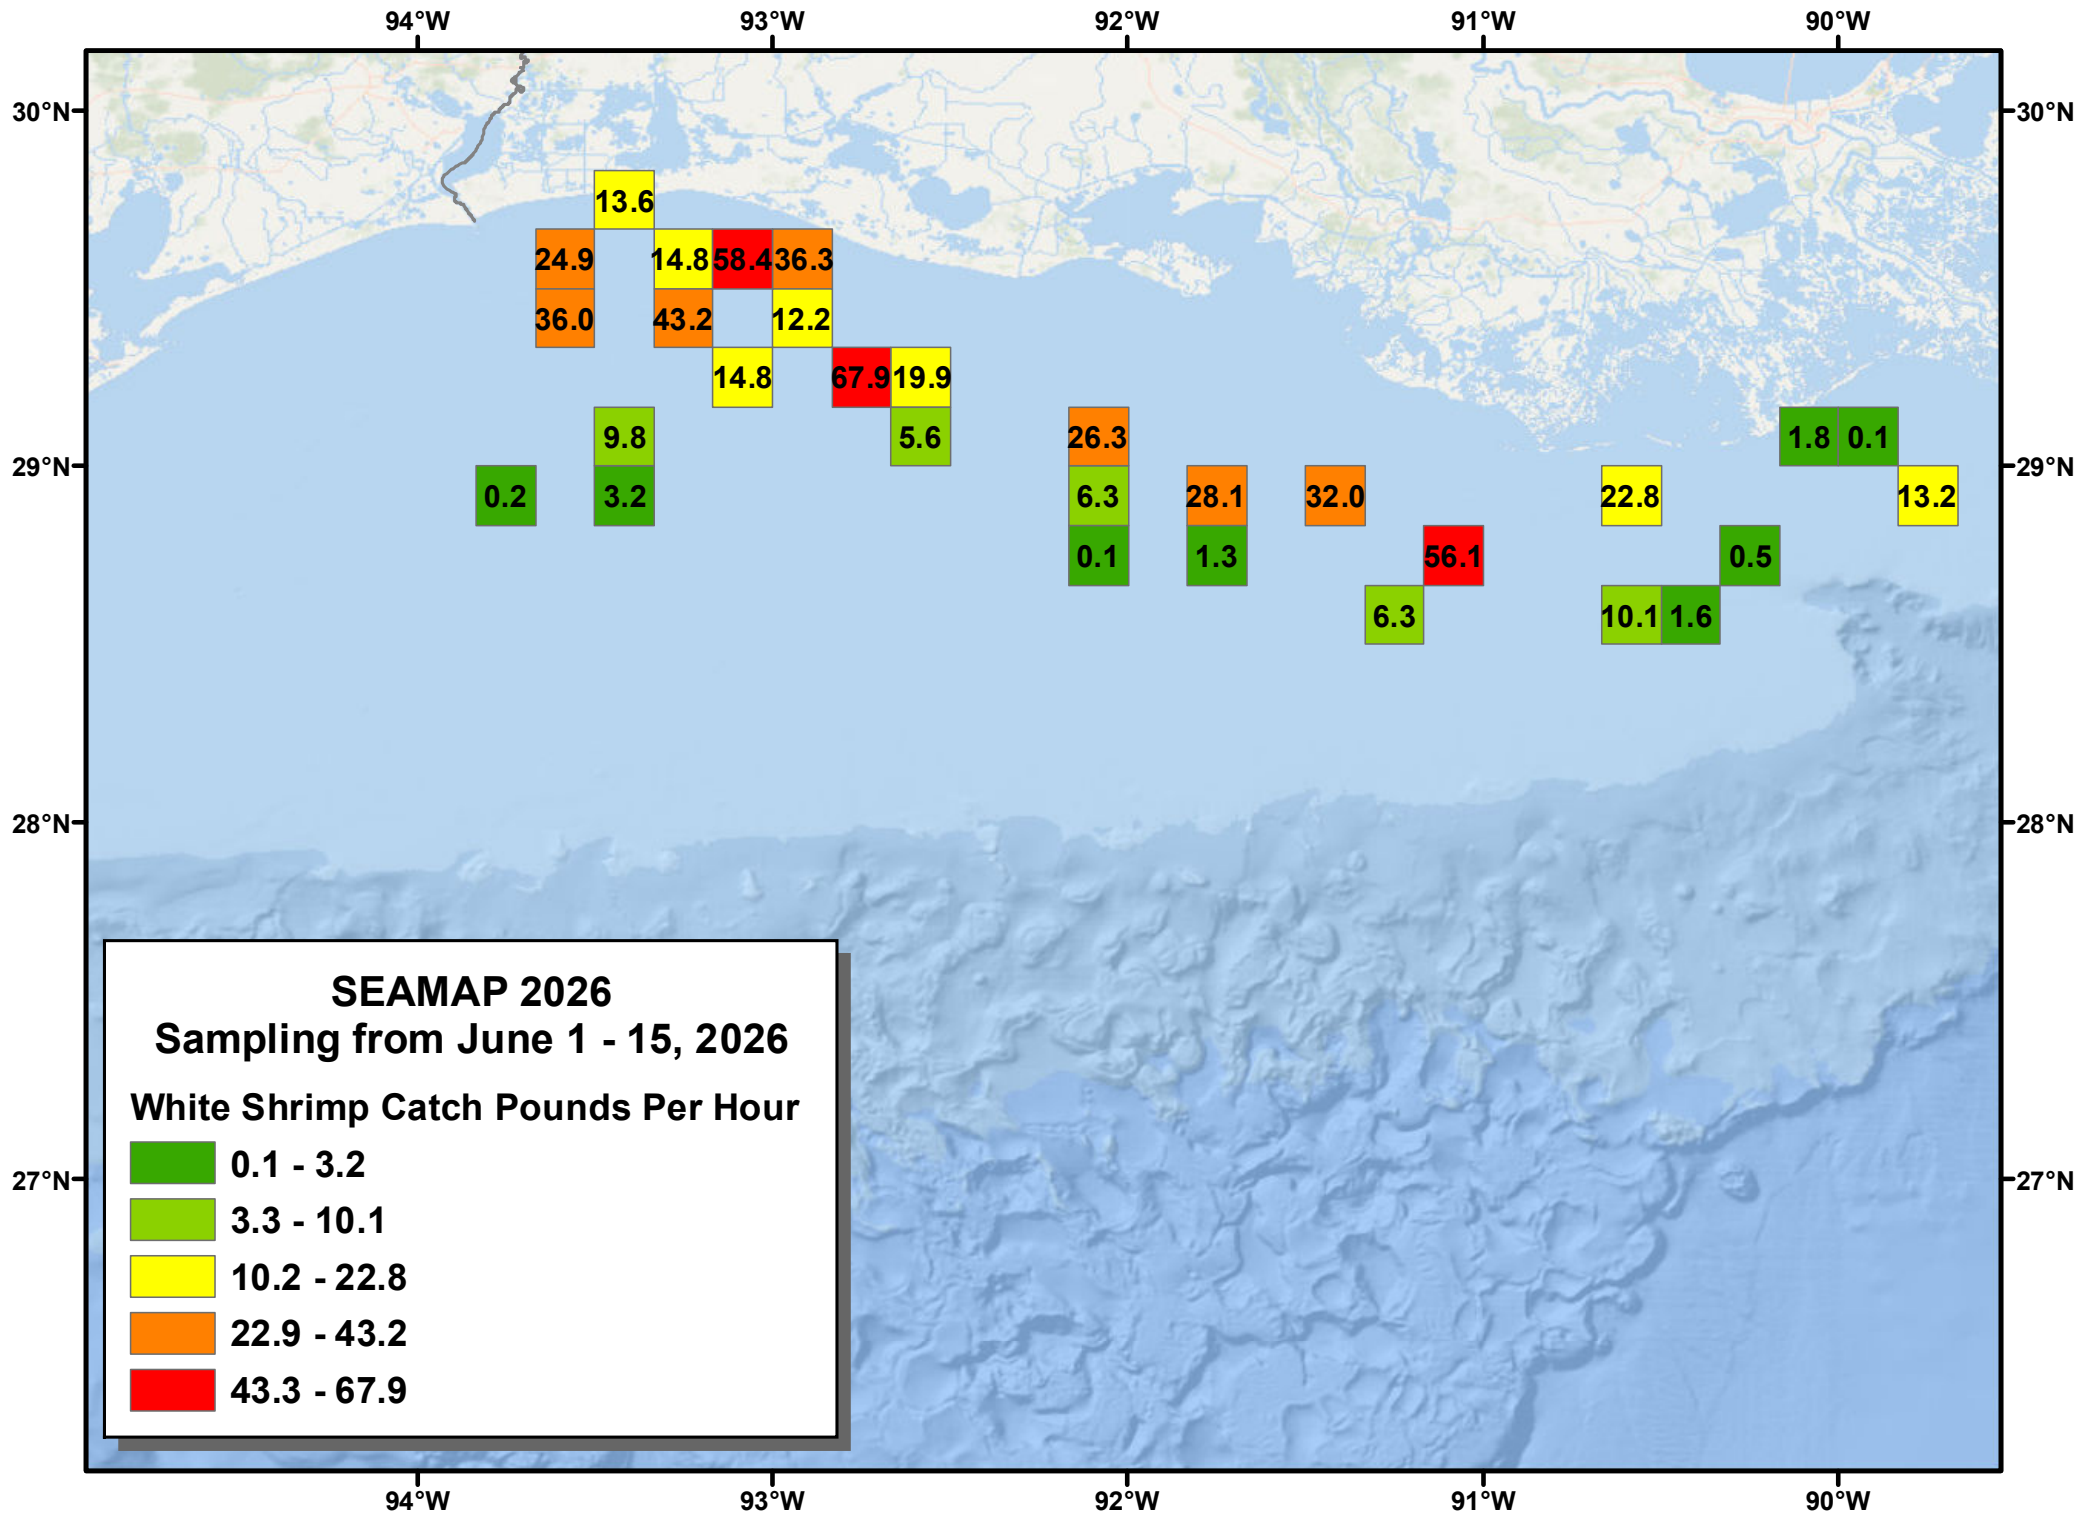 94°W 93°W 92°W 91°W 90°W
30°N 30°N
13.6
24.9 14.8 58.4 36.3
36.0 43.2 12.2
14.8 67.9 19.9
9.8 5.6 26.3 1.8 0.1
29°N 29°N
0.2 3.2 6.3 28.1 32.0 22.8 13.2
0.1 1.3 56.1 0.5
6.3 10.1 1.6
28°N 28°N
SEAMAP 2026
Sampling from June 1 - 15, 2026
White Shrimp Catch Pounds Per Hour
0.1 - 3.2
27°N 27°N
3.3 - 10.1
10.2 - 22.8
22.9 - 43.2
43.3 - 67.9
94°W 93°W 92°W 91°W 90°W